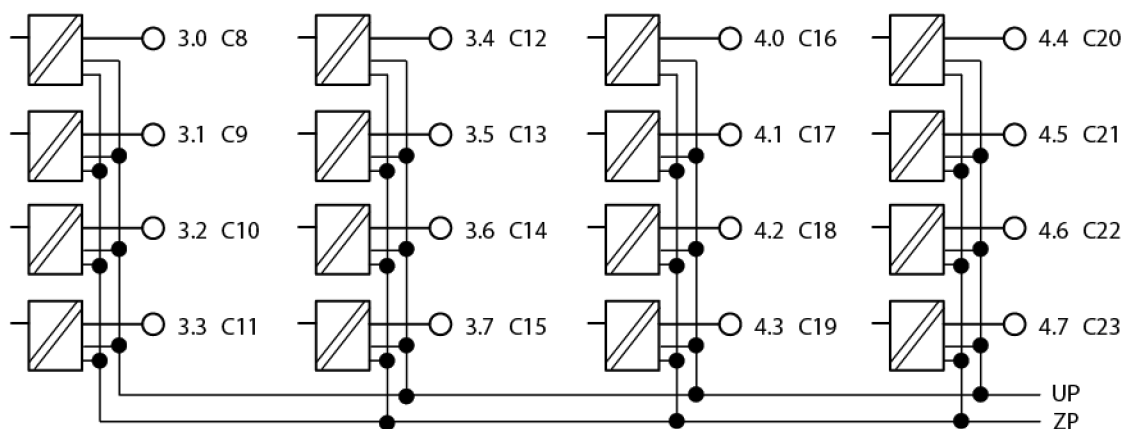 3.0 C8 3.4 C12 4.0 C16 4.4 C20
3.1 C9 3.5 C13 4.1 C17 4.5 C21
3.2 C10 3.6 C14 4.2 C18 4.6 C22
3.3 C11 3.7 C15 4.3 C19 4.7 C23
UP
ZP